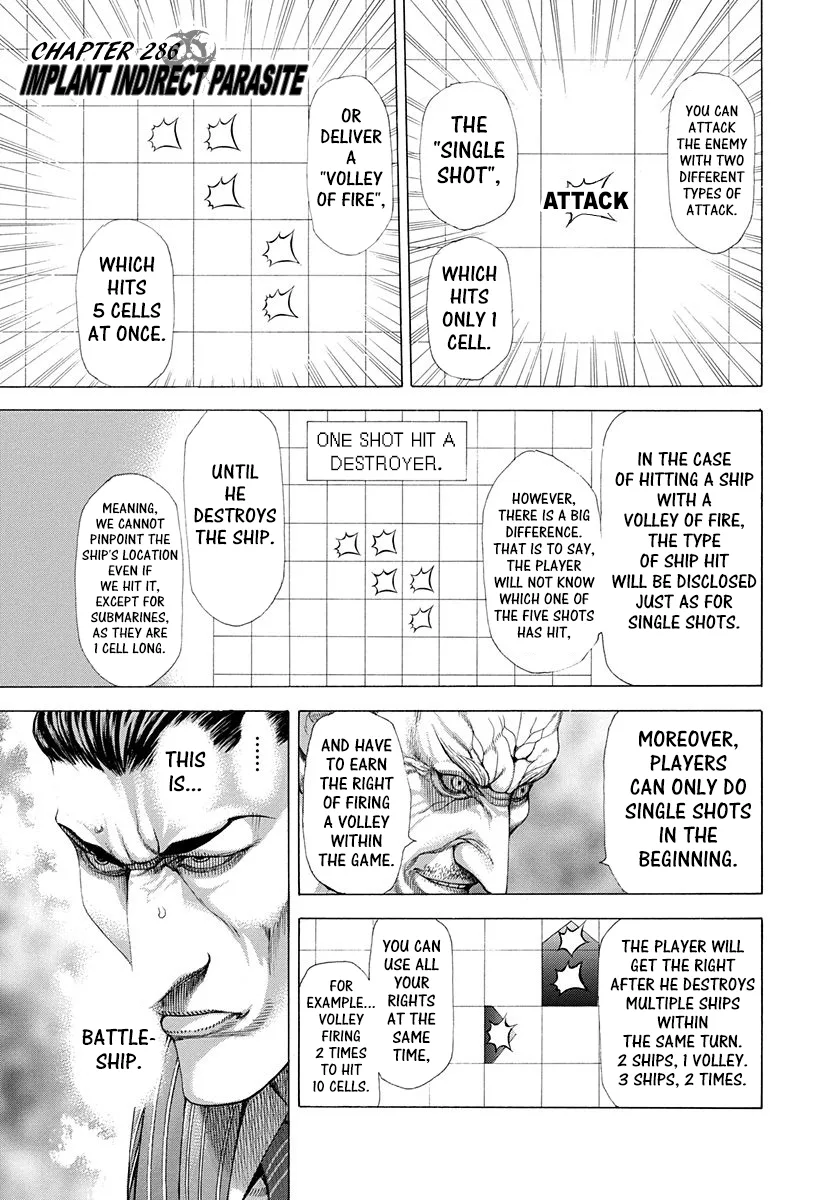 CHAPTER 286
IMPLANT INDIRECT PARASITE
YOU CAN
ATTACK
THE ENEMY
WITH TWO
DIFFERENT
TYPES OF
ATTACK.
ATTACK
THE
"SINGLE
SHOT",
WHICH
HITS
ONLY 1
CELL.
OR
DELIVER
A
"VOLLEY
OF FIRE",
WHICH
HITS
5 CELLS
AT ONCE.
IN THE CASE
OF HITTING A SHIP
WITH A
VOLLEY OF FIRE,
THE TYPE
OF SHIP HIT
WILL BE DISCLOSED
JUST AS FOR
SINGLE SHOTS.
HOWEVER,
THERE IS A BIG
DIFFERENCE.
THAT IS TO SAY,
THE PLAYER
WILL NOT KNOW
WHICH ONE OF
THE FIVE SHOTS
HAS HIT,
ONE SHOT HIT A
DESTROYER.
UNTIL
HE
DESTROYS
THE SHIP.
MEANING,
WE CANNOT
PINPOINT THE
SHIP'S LOCATION
EVEN IF
WE HIT IT,
EXCEPT FOR
SUBMARINES,
AS THEY ARE
1 CELL LONG.
MOREOVER,
PLAYERS
CAN ONLY DO
SINGLE SHOTS
IN THE
BEGINNING.
AND HAVE
TO EARN
THE RIGHT
OF FIRING
A VOLLEY
WITHIN
THE GAME.
THE PLAYER WILL
GET THE RIGHT
AFTER HE DESTROYS
MULTIPLE SHIPS
WITHIN
THE SAME TURN.
2 SHIPS, 1 VOLLEY.
3 SHIPS, 2 TIMES.
YOU CAN
USE ALL
YOUR
RIGHTS
AT THE
SAME
TIME,
FOR
EXAMPLE...
VOLLEY
FIRING
2 TIMES
TO HIT
10 CELLS.
......
THIS
IS...
BATTLE-
SHIP.